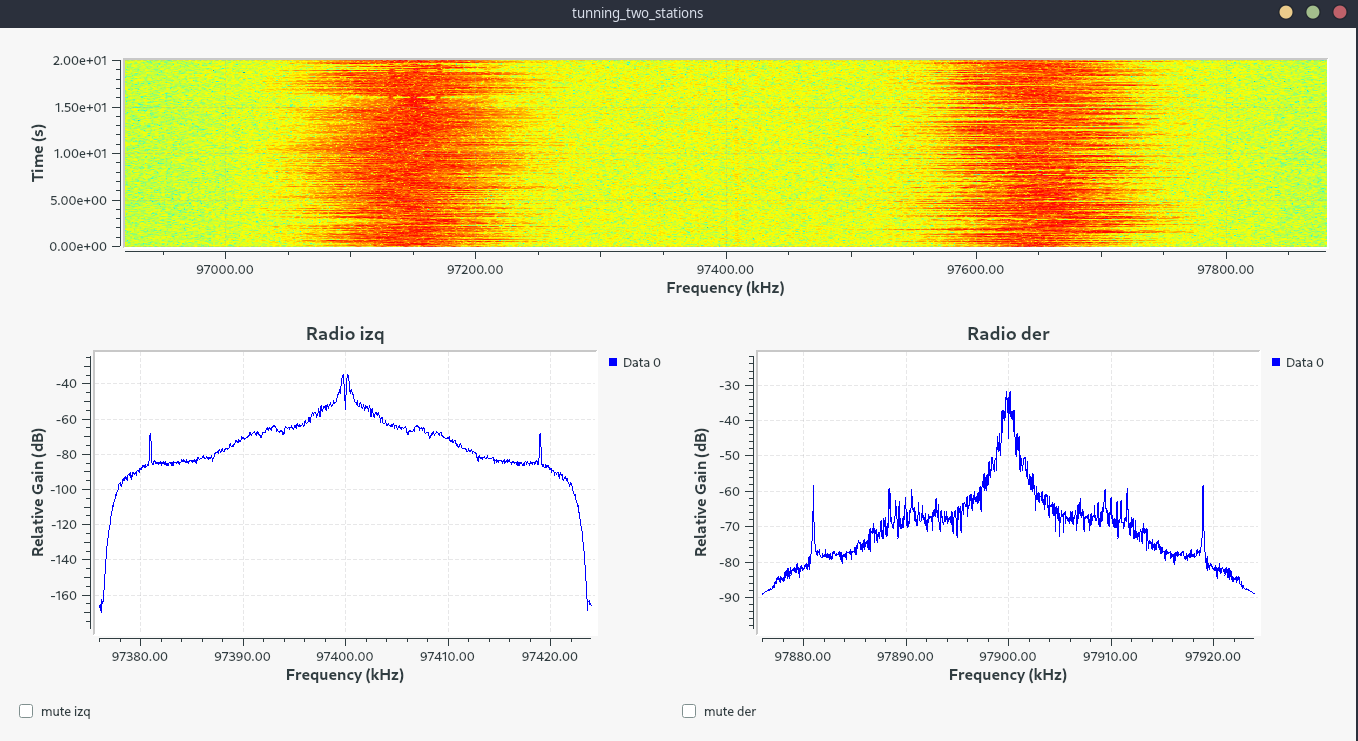 tunning_two_stations
2.00e+01
1.50e+01
1.00e+01
5.00e+00
0.00e+00
Time (s)
97000.00 97200.00 97400.00 97600.00 97800.00
Frequency (kHz)
Radio izq
Data 0
-40
-60
-80
-100
-120
-140
-160
Relative Gain (dB)
97380.00 97390.00 97400.00 97410.00 97420.00
Frequency (kHz)
mute izq
Radio der
Data 0
-30
-40
-50
-60
-70
-80
-90
Relative Gain (dB)
97880.00 97890.00 97900.00 97910.00 97920.00
Frequency (kHz)
mute der